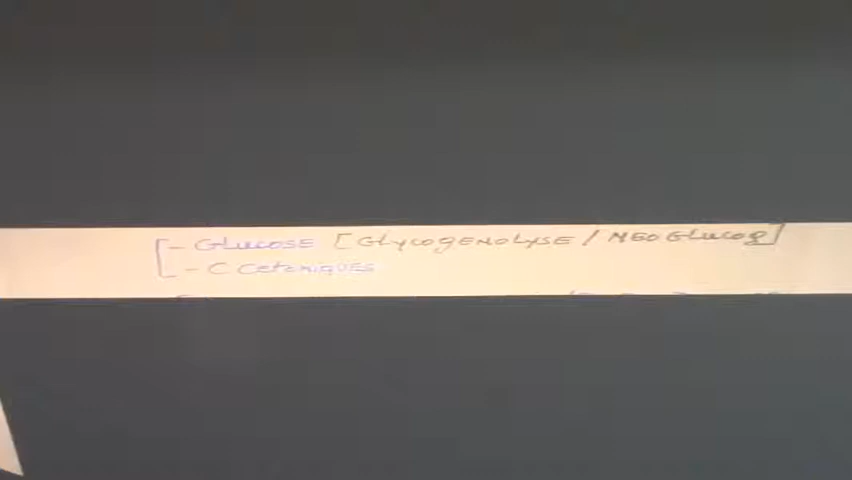 [- GLUCOSE [GLYCOGENOLYSE / NEOGLUCOG]
- C CETONIQUES